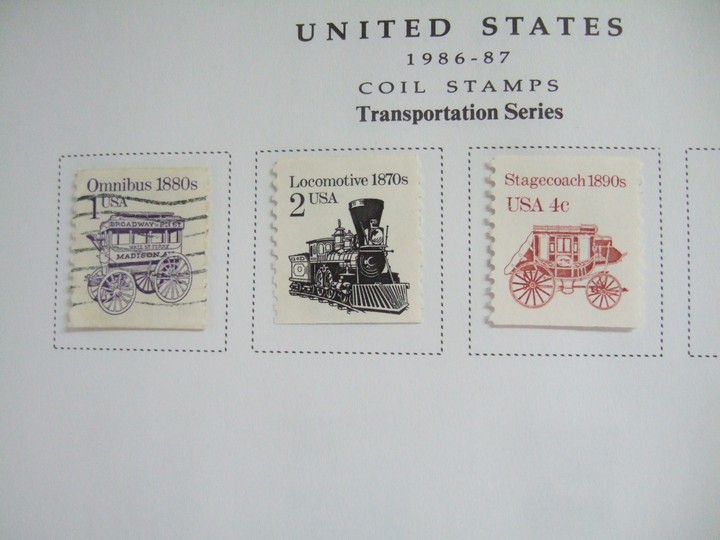 UNITED STATES
1986-87
COIL STAMPS
Transportation Series
Omnibus 1880s
1 USA
BROADWAY
MADISON
Locomotive 1870s
2 USA
Stagecoach 1890s
USA 4c